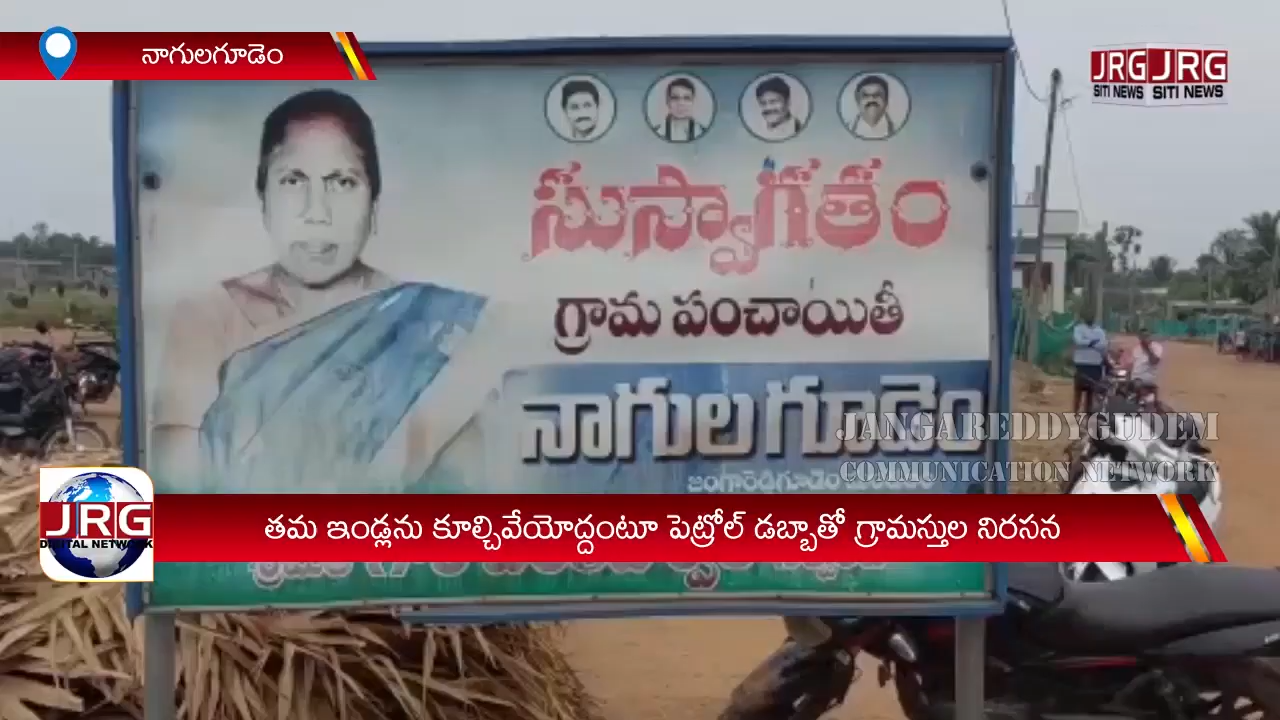 నాగులగూడెం
JRG JRG
SITI NEWS SITI NEWS
సుస్వాగతం
గ్రామ పంచాయితీ
నాగులగూడెం
JANGAREDDYGUDEM
COMMUNICATION NETWORK
జంగారెడ్డిగూడెం
JRG
DIGITAL NETWORK
తమ ఇండ్లను కూల్చివేయోద్దంటూ పెట్రోల్ డబ్బాతో గ్రామస్తుల నిరసన